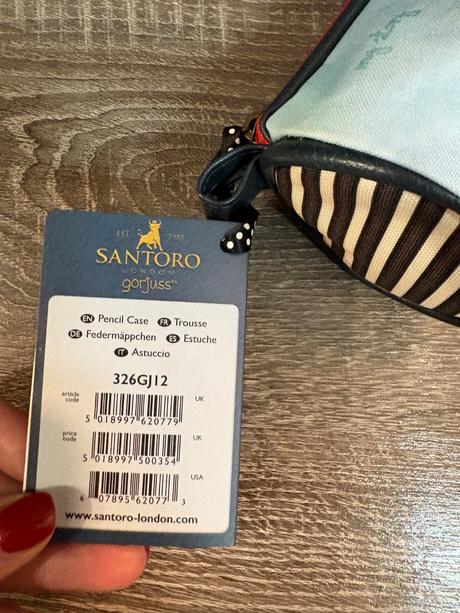 EST 1985
SANTORO
LONDON
gorjuss™
EN Pencil Case FR Trousse
DE Federmäppchen ES Estuche
IT Astuccio
326GJ12
article code UK
5 018997 620779
price code UK
5 018997 500354
USA
6 07895 62077 3
www.santoro-london.com